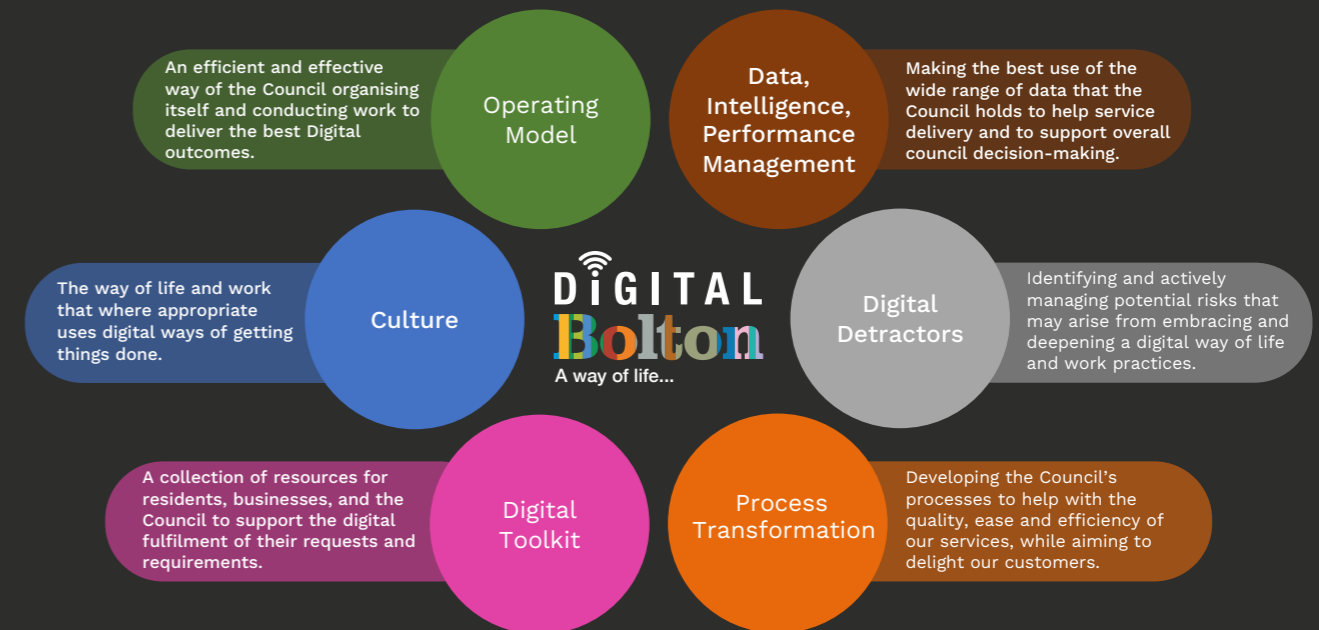 An efficient and effective
way of the Council organising
itself and conducting work to
deliver the best Digital
outcomes.
Operating
Model
Data,
Intelligence,
Performance
Management
Making the best use of the
wide range of data that the
Council holds to help service
delivery and to support overall
council decision-making.
The way of life and work
that where appropriate
uses digital ways of getting
things done.
Culture
DiGITAL
Bolton
A way of life...
Digital
Detractors
Identifying and actively
managing potential risks that
may arise from embracing and
deepening a digital way of life
and work practices.
A collection of resources for
residents, businesses, and the
Council to support the digital
fulfilment of their requests and
requirements.
Digital
Toolkit
Process
Transformation
Developing the Council’s
processes to help with the
quality, ease and efficiency of
our services, while aiming to
delight our customers.